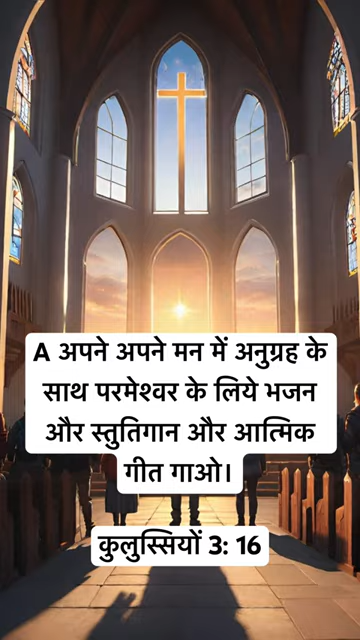 A अपने अपने मन में अनुग्रह के
साथ परमेश्वर के लिये भजन
और स्तुतिगान और आत्मिक
गीत गाओ।
कुलुस्सियों 3: 16